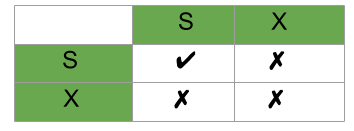 S X
S ✔ ✗
X ✗ ✗